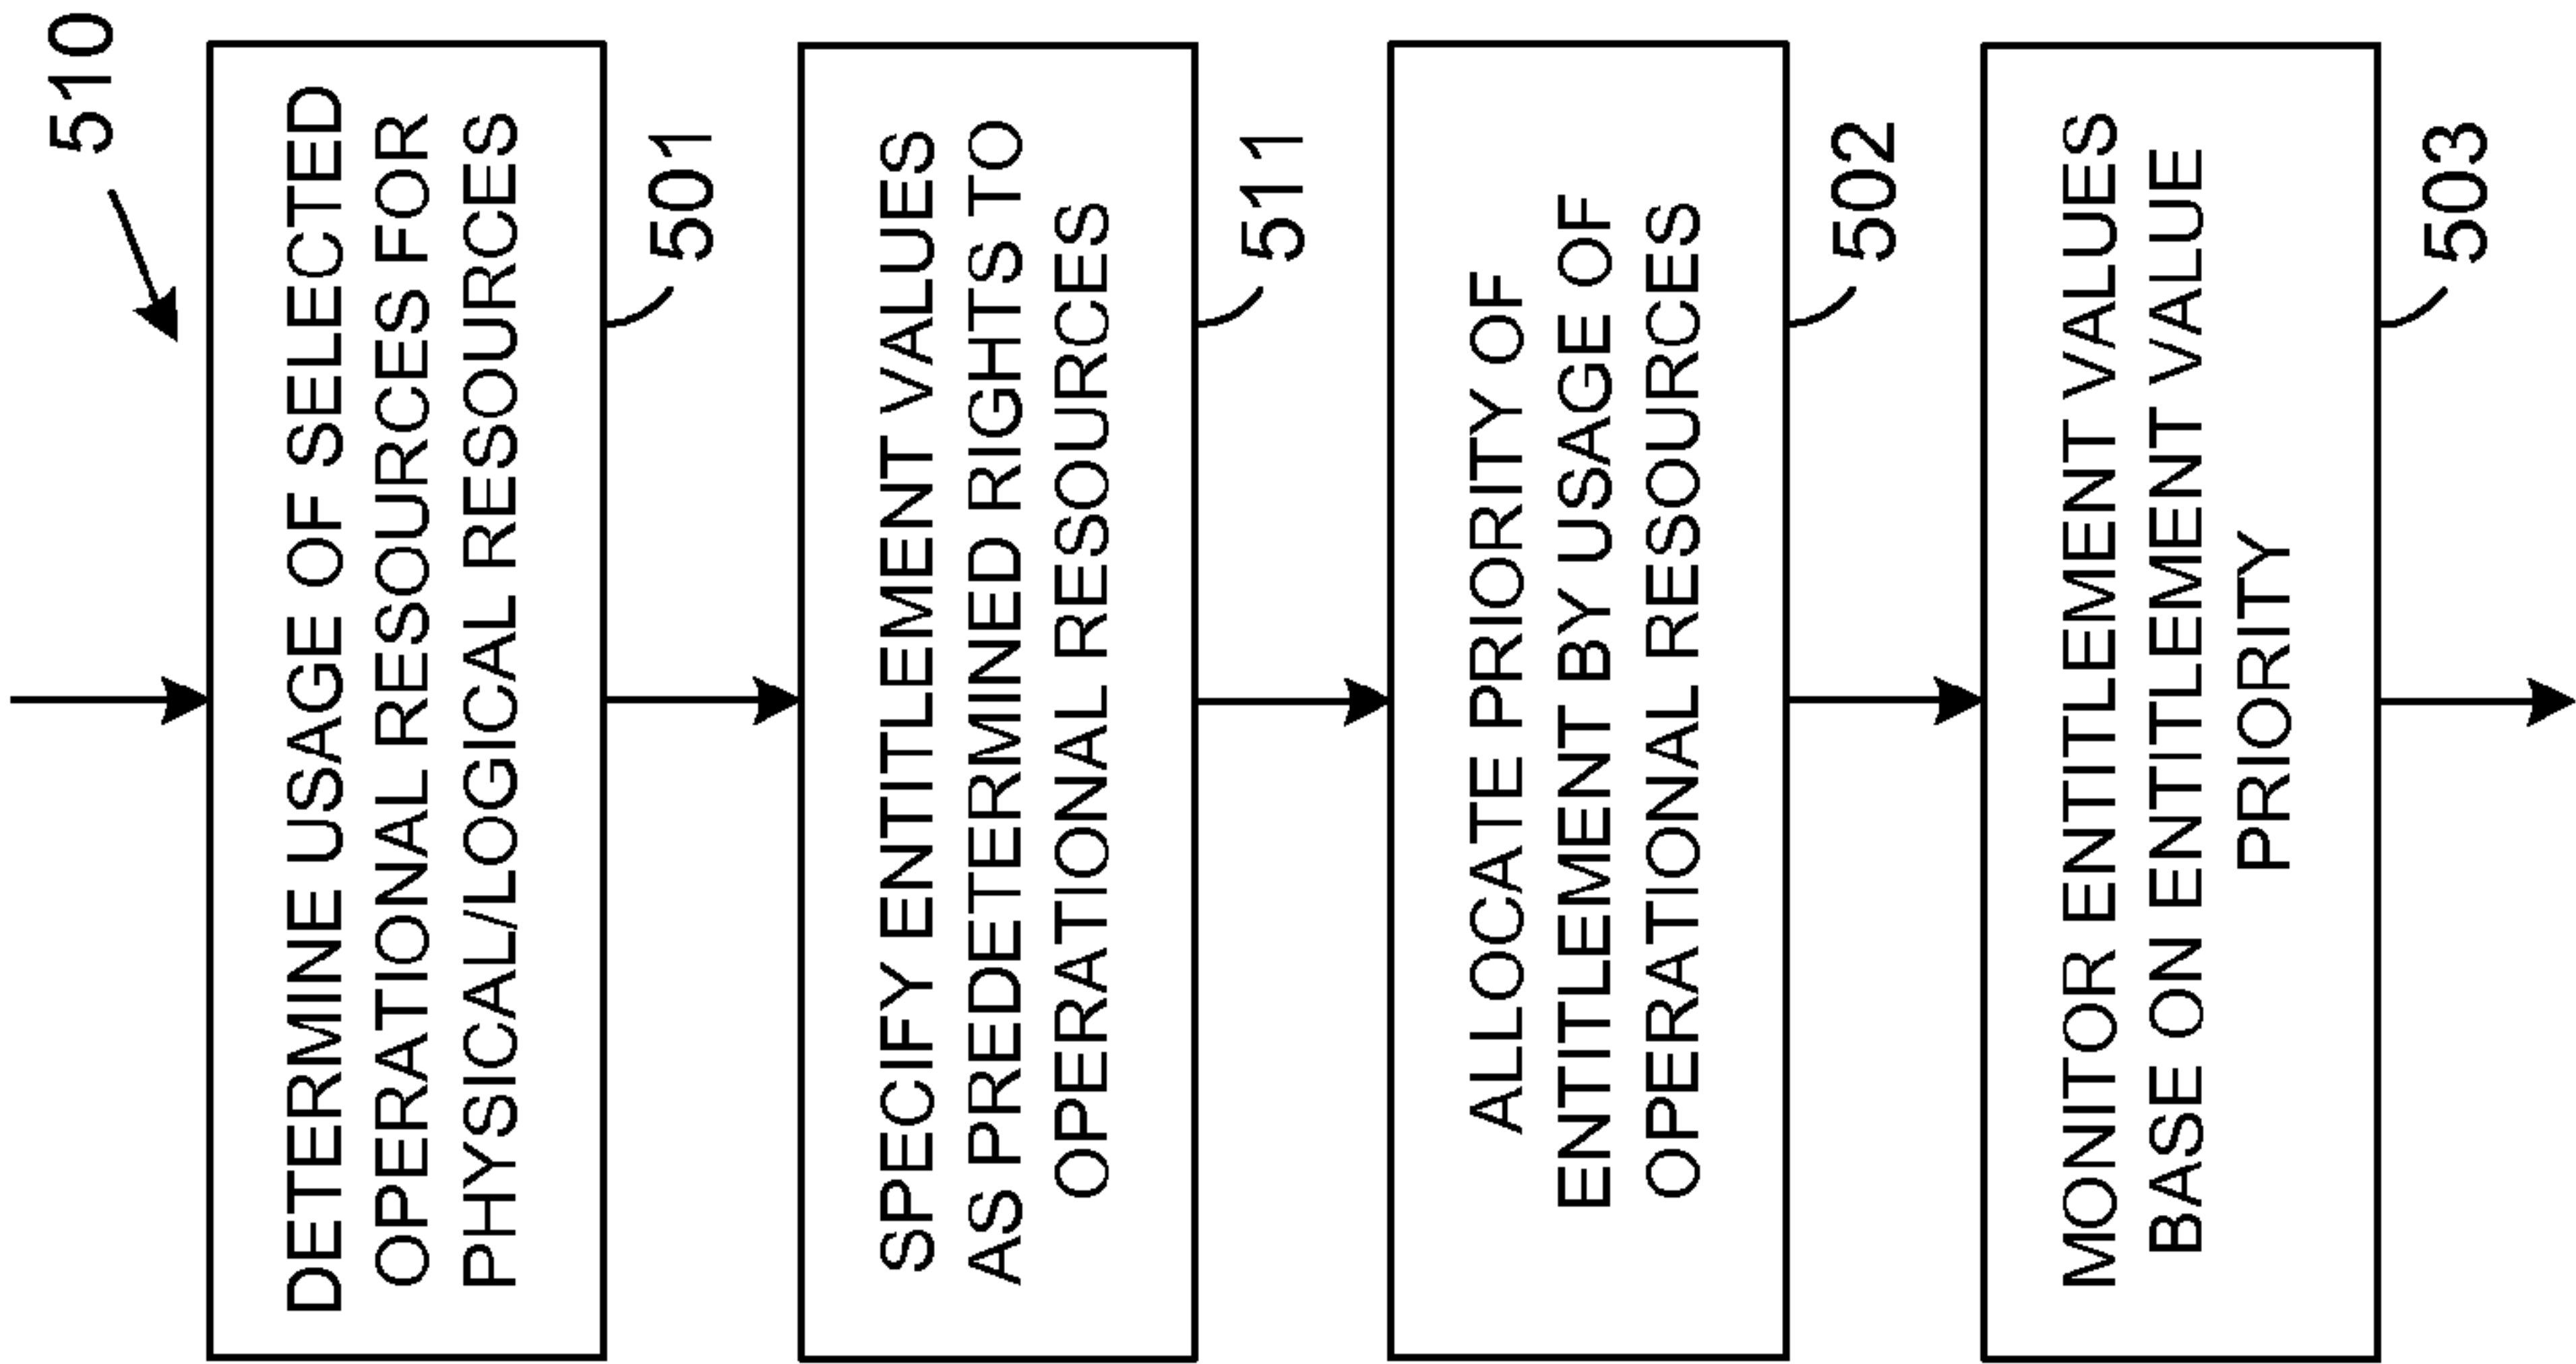 510
DETERMINE USAGE OF SELECTED
OPERATIONAL RESOURCES FOR
PHYSICAL/LOGICAL RESOURCES
501
SPECIFY ENTITLEMENT VALUES
AS PREDETERMINED RIGHTS TO
OPERATIONAL RESOURCES
511
ALLLOCATE PRIORITY OF
ENTITLEMENT BY USAGE OF
OPERATIONAL RESOURCES
502
MONITOR ENTITLEMENT VALUES
BASE ON ENTITLEMENT VALUE
PRIORITY
503